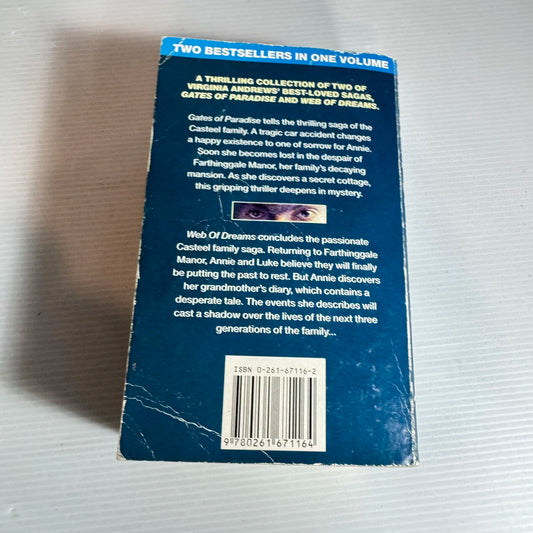 TWO BESTSELLERS IN ONE VOLUME
A THRILLING COLLECTION OF TWO OF
VIRGINIA ANDREWS' BEST-LOVED SAGAS,
GATES OF PARADISE AND WEB OF DREAMS.
Gates of Paradise tells the thrilling saga of the
Casteel family. A tragic car accident changes
a happy existence to one of sorrow for Annie.
Soon she becomes lost in the despair of
Farthinggale Manor, her family's decaying
mansion. As she discovers a secret cottage,
this gripping thriller deepens in mystery.
Web Of Dreams concludes the passionate
Casteel family saga. Returning to Farthinggale
Manor, Annie and Luke believe they will finally
be putting the past to rest. But Annie discovers
her grandmother's diary, which contains a
desperate tale. The events she describes will
cast a shadow over the lives of the next three
generations of the family...
ISBN 0-261-67116-2
9 780261 671164